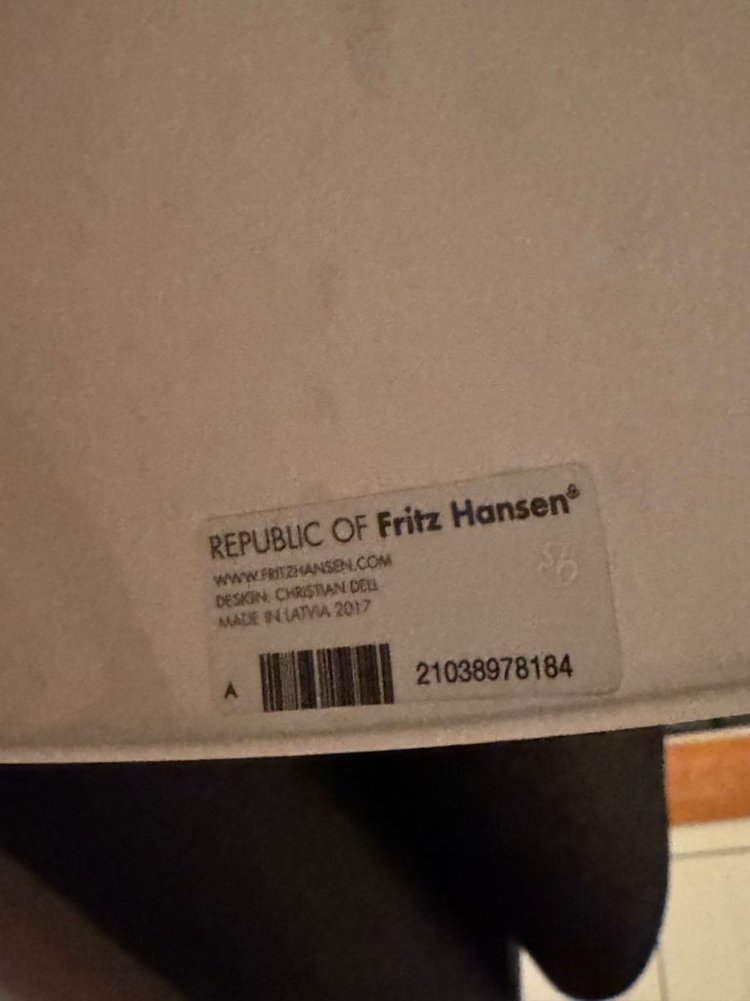 REPUBLIC OF Fritz Hansen®
WWW.FRITZHANSEN.COM
DESIGN: CHRISTIAN DELL
MADE IN LATVIA 2017
A 21038978184